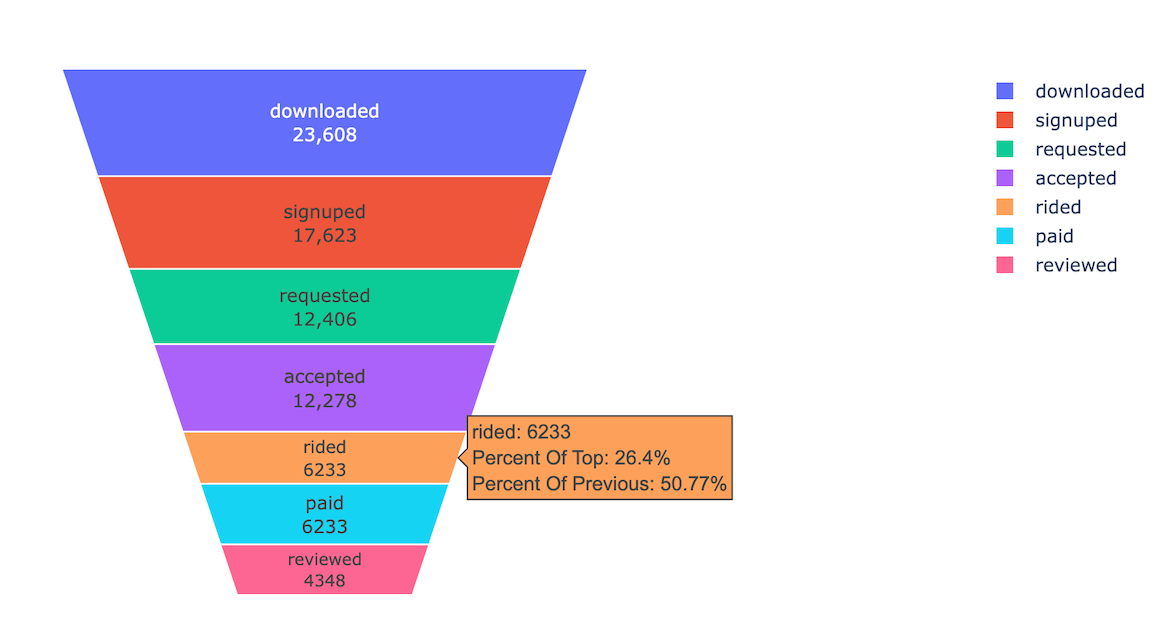 downloaded
23,608
signuped
17,623
requested
12,406
accepted
12,278
rided
6233
paid
6233
reviewed
4348
rided: 6233
Percent Of Top: 26.4%
Percent Of Previous: 50.77%
downloaded
signuped
requested
accepted
rided
paid
reviewed